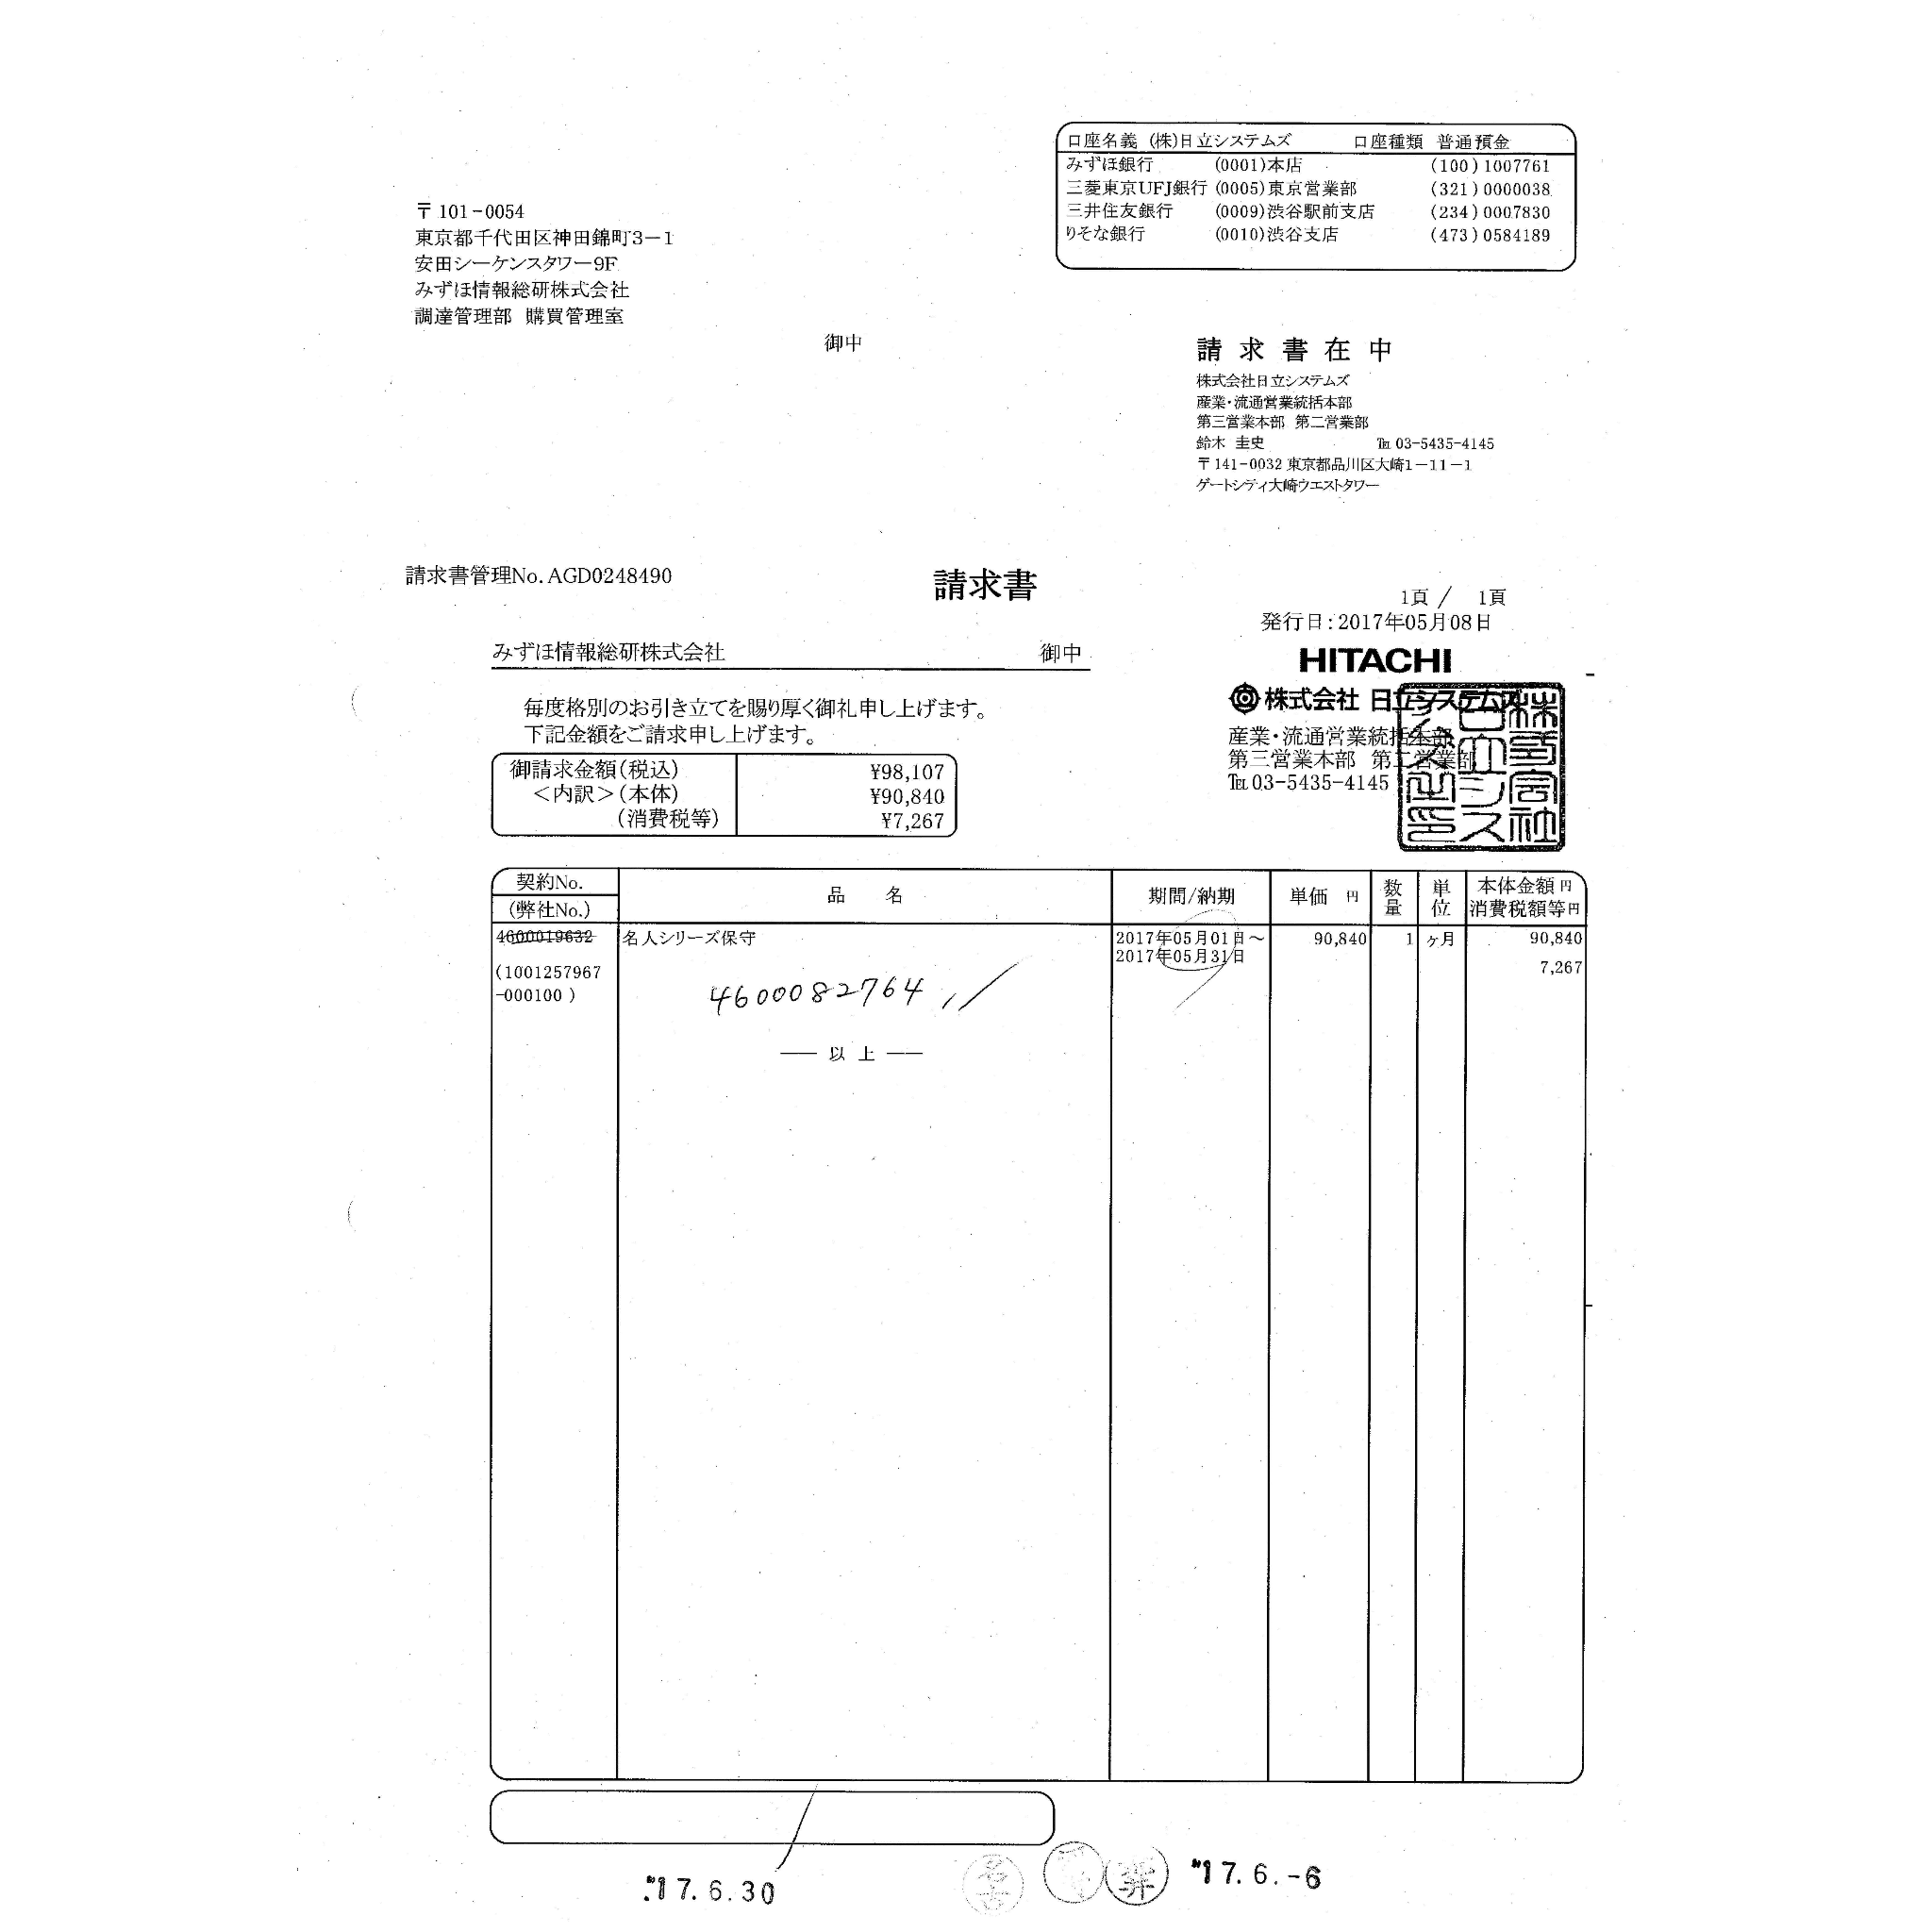 口座名義 (株)日立システムズ 口座種類 普通預金
みずほ銀行 (0001)本店 (100)1007761
三菱東京UFJ銀行 (0005)東京営業部 (321)0000038
三井住友銀行 (0009)渋谷駅前支店 (234)0007830
りそな銀行 (0010)渋谷支店 (473)0584189
〒101-0054
東京都千代田区神田錦町3-1
安田シーケンスタワー9F
みずほ情報総研株式会社
調達管理部 購買管理室
御中
請求書在中
株式会社日立システムズ
産業・流通営業統括本部
第三営業本部 第二営業部
鈴木 圭史 ℡03-5435-4145
〒141-0032 東京都品川区大崎1-11-1
ゲートシティ大崎ウエストタワー
請求書管理No.AGD0248490
請求書
1頁 / 1頁
発行日:2017年05月08日
みずほ情報総研株式会社 御中
HITACHI
株式会社 日立システムズ
産業・流通営業統括本部
第三営業本部 第二営業部
℡03-5435-4145
毎度格別のお引き立てを賜り厚く御礼申し上げます。
下記金額をご請求申し上げます。
御請求金額(税込) ¥98,107
<内訳>(本体) ¥90,840
(消費税等) ¥7,267
契約No. (弊社No.) 品 名 期間/納期 単価 円 数量 単位 本体金額円 消費税額等円
4600019632 名人シリーズ保守 2017年05月01日~ 90,840 1 ヶ月 90,840
2017年05月31日 7,267
(1001257967
-000100 )
4600082764
── 以 上 ──
'17.6.30
'17.6.-6